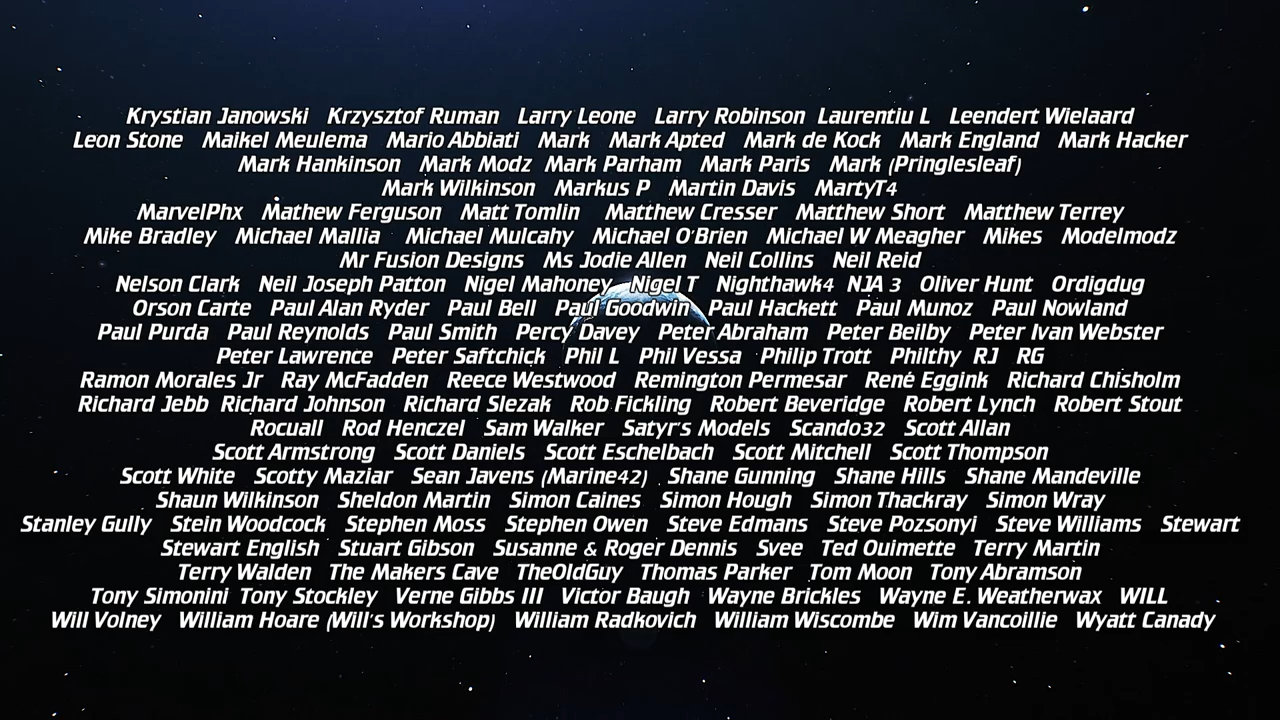 Krystian Janowski Krzysztof Ruman Larry Leone Larry Robinson Laurentiu L Leendert Wielaard
Leon Stone Maikel Meulema Mario Abbiati Mark Mark Apted Mark de Kock Mark England Mark Hacker
Mark Hankinson Mark Modz Mark Parham Mark Paris Mark (Pringlesleaf)
Mark Wilkinson Markus P Martin Davis MartyT4
MarvelPhx Mathew Ferguson Matt Tomlin Matthew Cresser Matthew Short Matthew Terrey
Mike Bradley Michael Mallia Michael Mulcahy Michael O'Brien Michael W Meagher Mikes Modelmodz
Mr Fusion Designs Ms Jodie Allen Neil Collins Neil Reid
Nelson Clark Neil Joseph Patton Nigel Mahoney Nigel T Nighthawk4 NJA 3 Oliver Hunt Ordigdug
Orson Carte Paul Alan Ryder Paul Bell Paul Goodwin Paul Hackett Paul Munoz Paul Nowland
Paul Purda Paul Reynolds Paul Smith Percy Davey Peter Abraham Peter Beilby Peter Ivan Webster
Peter Lawrence Peter Saftchick Phil L Phil Vessa Philip Trott Philthy RJ RG
Ramon Morales Jr Ray McFadden Reece Westwood Remington Permesar René Eggink Richard Chisholm
Richard Jebb Richard Johnson Richard Slezak Rob Fickling Robert Beveridge Robert Lynch Robert Stout
Rocuall Rod Henczel Sam Walker Satyr's Models Scando32 Scott Allan
Scott Armstrong Scott Daniels Scott Eschelbach Scott Mitchell Scott Thompson
Scott White Scotty Maziar Sean Javens (Marine42) Shane Gunning Shane Hills Shane Mandeville
Shaun Wilkinson Sheldon Martin Simon Caines Simon Hough Simon Thackray Simon Wray
Stanley Gully Stein Woodcock Stephen Moss Stephen Owen Steve Edmans Steve Pozsonyi Steve Williams Stewart
Stewart English Stuart Gibson Susanne & Roger Dennis Svee Ted Ouimette Terry Martin
Terry Walden The Makers Cave TheOldGuy Thomas Parker Tom Moon Tony Abramson
Tony Simonini Tony Stockley Verne Gibbs III Victor Baugh Wayne Brickles Wayne E. Weatherwax WILL
Will Volney William Hoare (Will's Workshop) William Radkovich William Wiscombe Wim Vancoillie Wyatt Canady